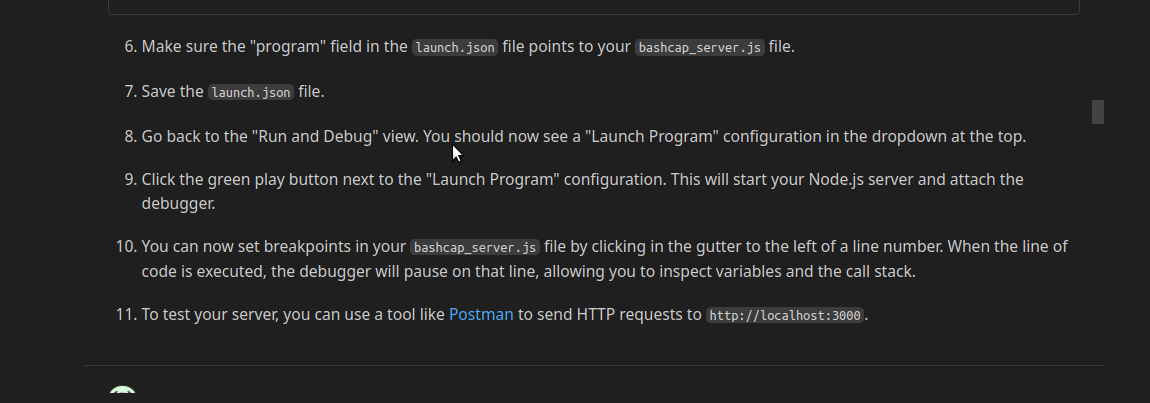 6. Make sure the "program" field in the launch.json file points to your bashcap_server.js file.
7. Save the launch.json file.
8. Go back to the "Run and Debug" view. You should now see a "Launch Program" configuration in the dropdown at the top.
9. Click the green play button next to the "Launch Program" configuration. This will start your Node.js server and attach the
debugger.
10. You can now set breakpoints in your bashcap_server.js file by clicking in the gutter to the left of a line number. When the line of
code is executed, the debugger will pause on that line, allowing you to inspect variables and the call stack.
11. To test your server, you can use a tool like Postman to send HTTP requests to http://localhost:3000.